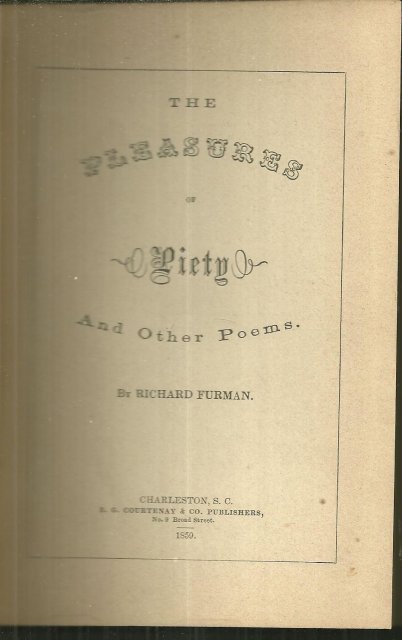 THE
PLEASURES
OF
Piety
And Other Poems.
By RICHARD FURMAN.
CHARLESTON, S. C.
S. G. COURTENAY & CO. PUBLISHERS,
No. 9 Broad Street.
1859.